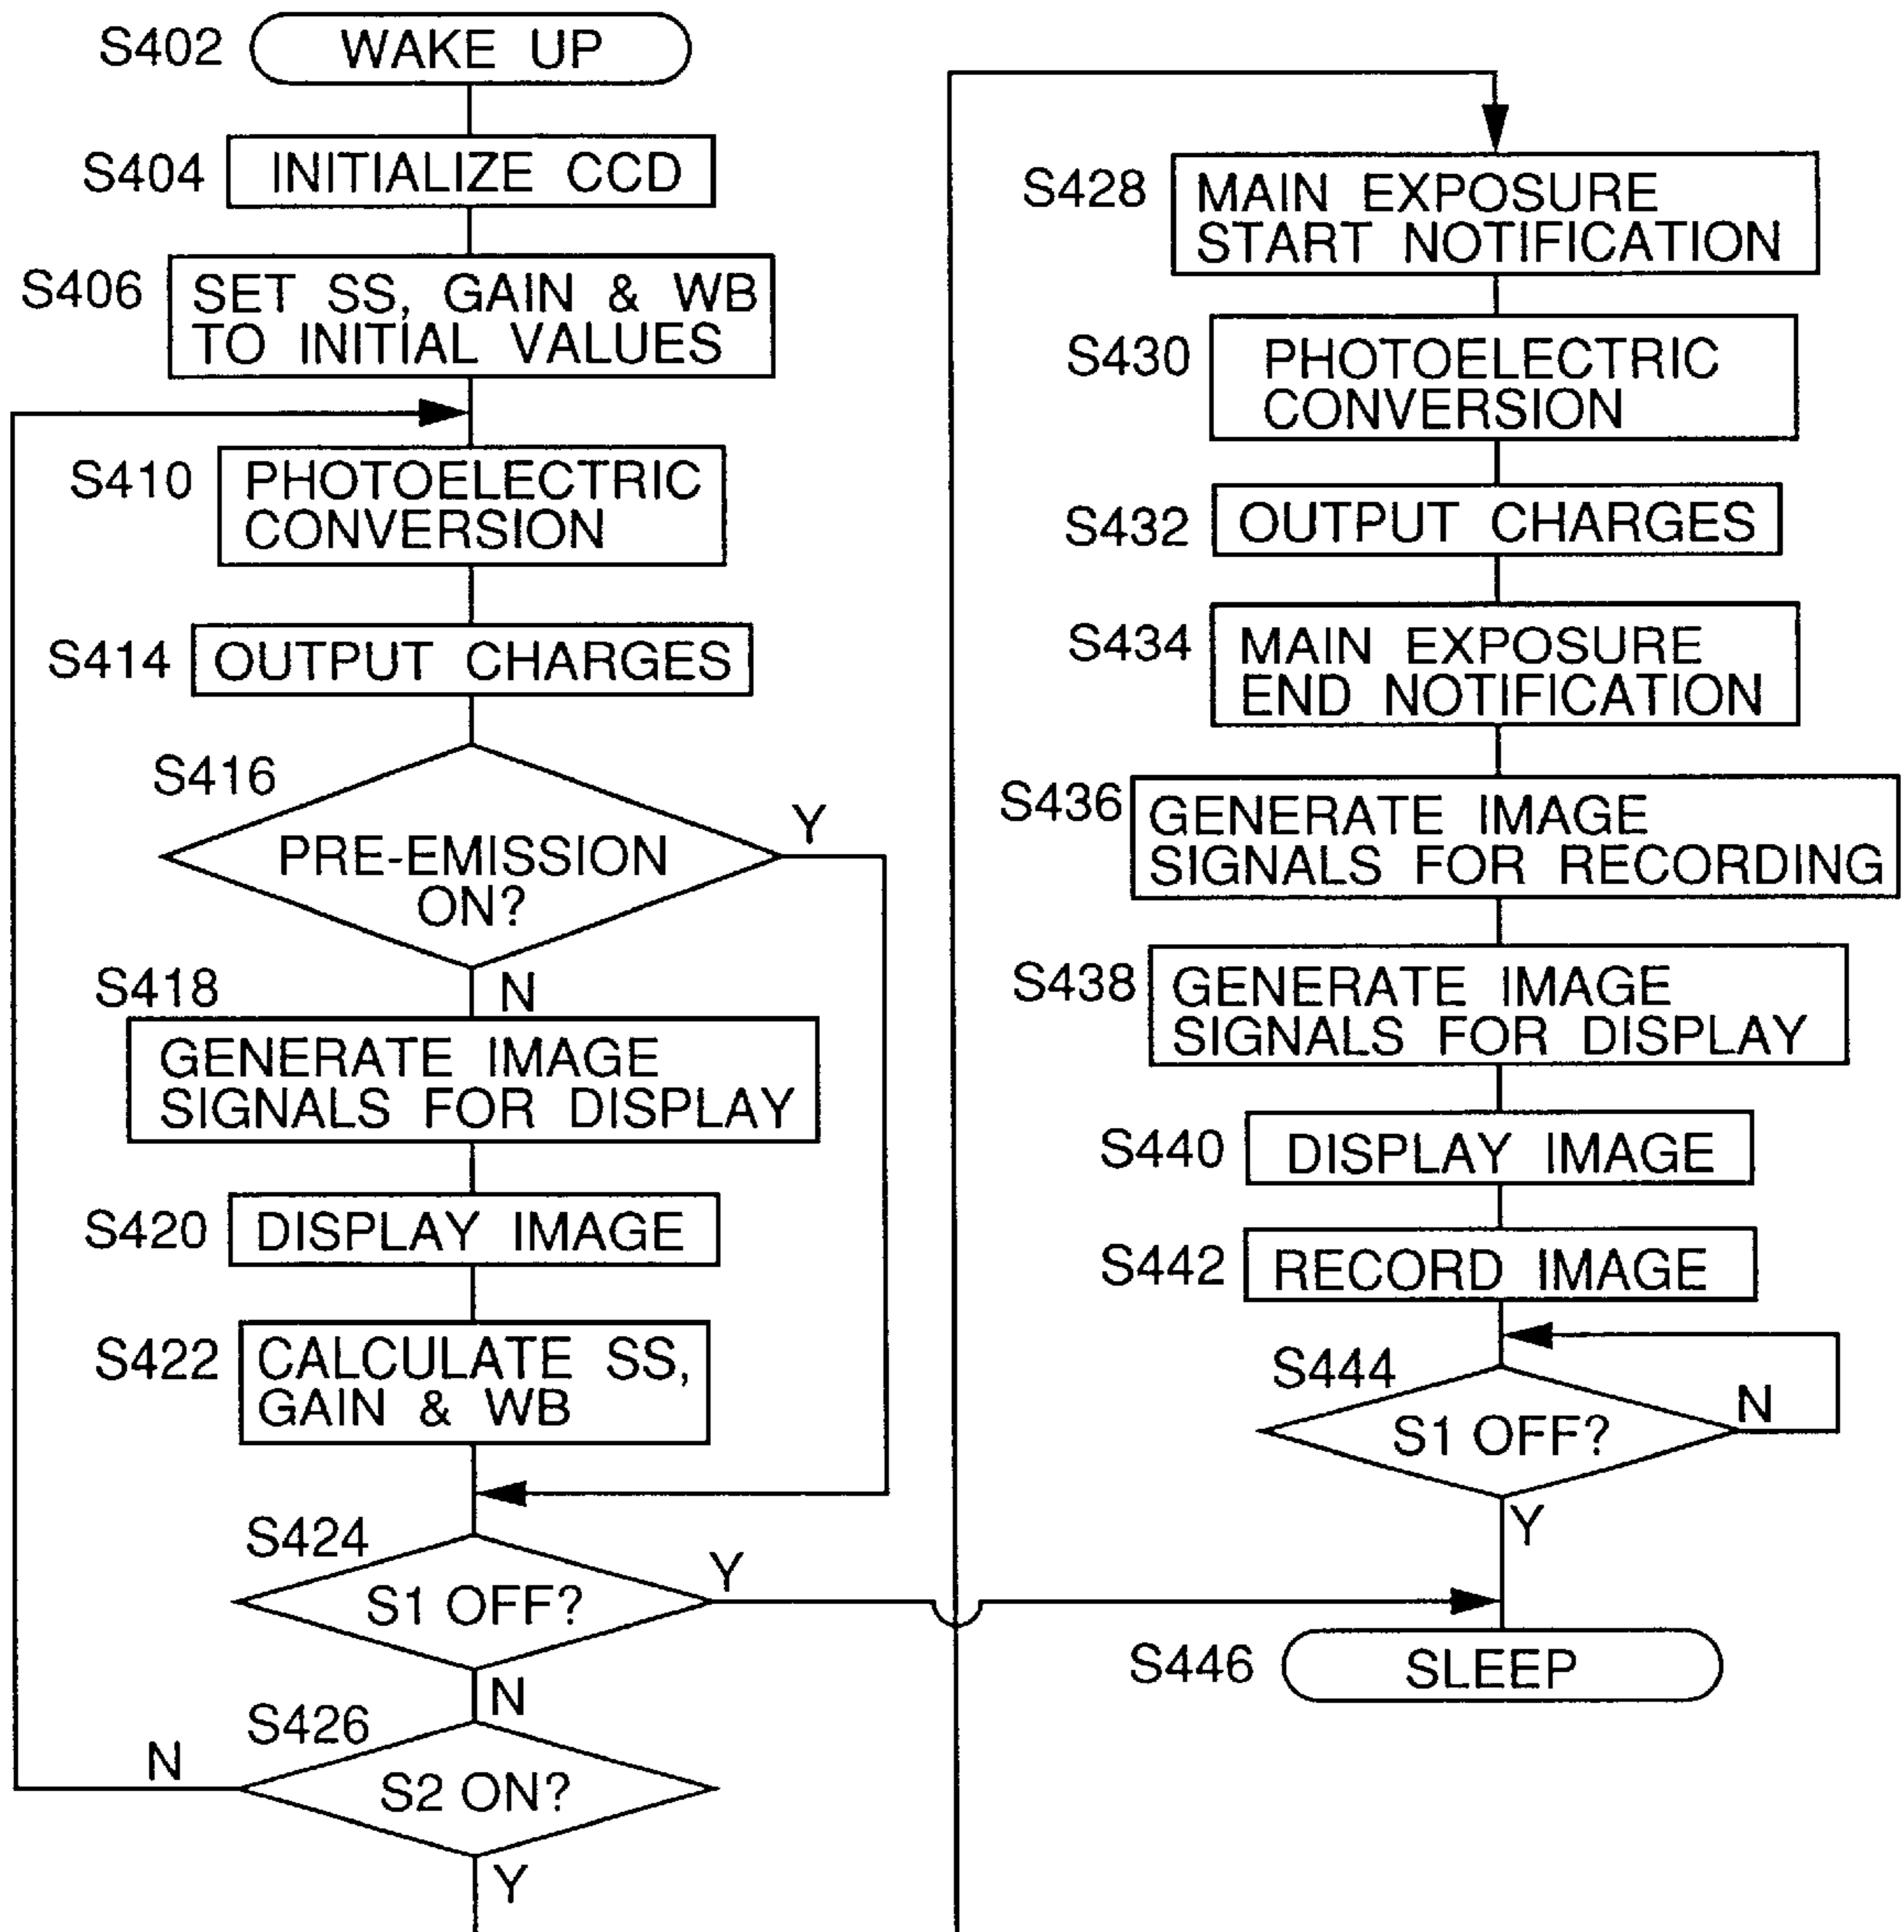 S402
WAKE UP
S404
INITIALIZE CCD
S406
SET SS, GAIN & WB
TO INITIAL VALUES
S410
PHOTOELECTRIC
CONVERSION
S414
OUTPUT CHARGES
S416
PRE-EMISSION
ON?
Y
N
S418
GENERATE IMAGE
SIGNALS FOR DISPLAY
S420
DISPLAY IMAGE
S422
CALCULATE SS,
GAIN & WB
S424
S1 OFF?
Y
N
S426
S2 ON?
N
Y
S428
MAIN EXPOSURE
START NOTIFICATION
S430
PHOTOELECTRIC
CONVERSION
S432
OUTPUT CHARGES
S434
MAIN EXPOSURE
END NOTIFICATION
S436
GENERATE IMAGE
SIGNALS FOR RECORDING
S438
GENERATE IMAGE
SIGNALS FOR DISPLAY
S440
DISPLAY IMAGE
S442
RECORD IMAGE
S444
S1 OFF?
N
Y
S446
SLEEP